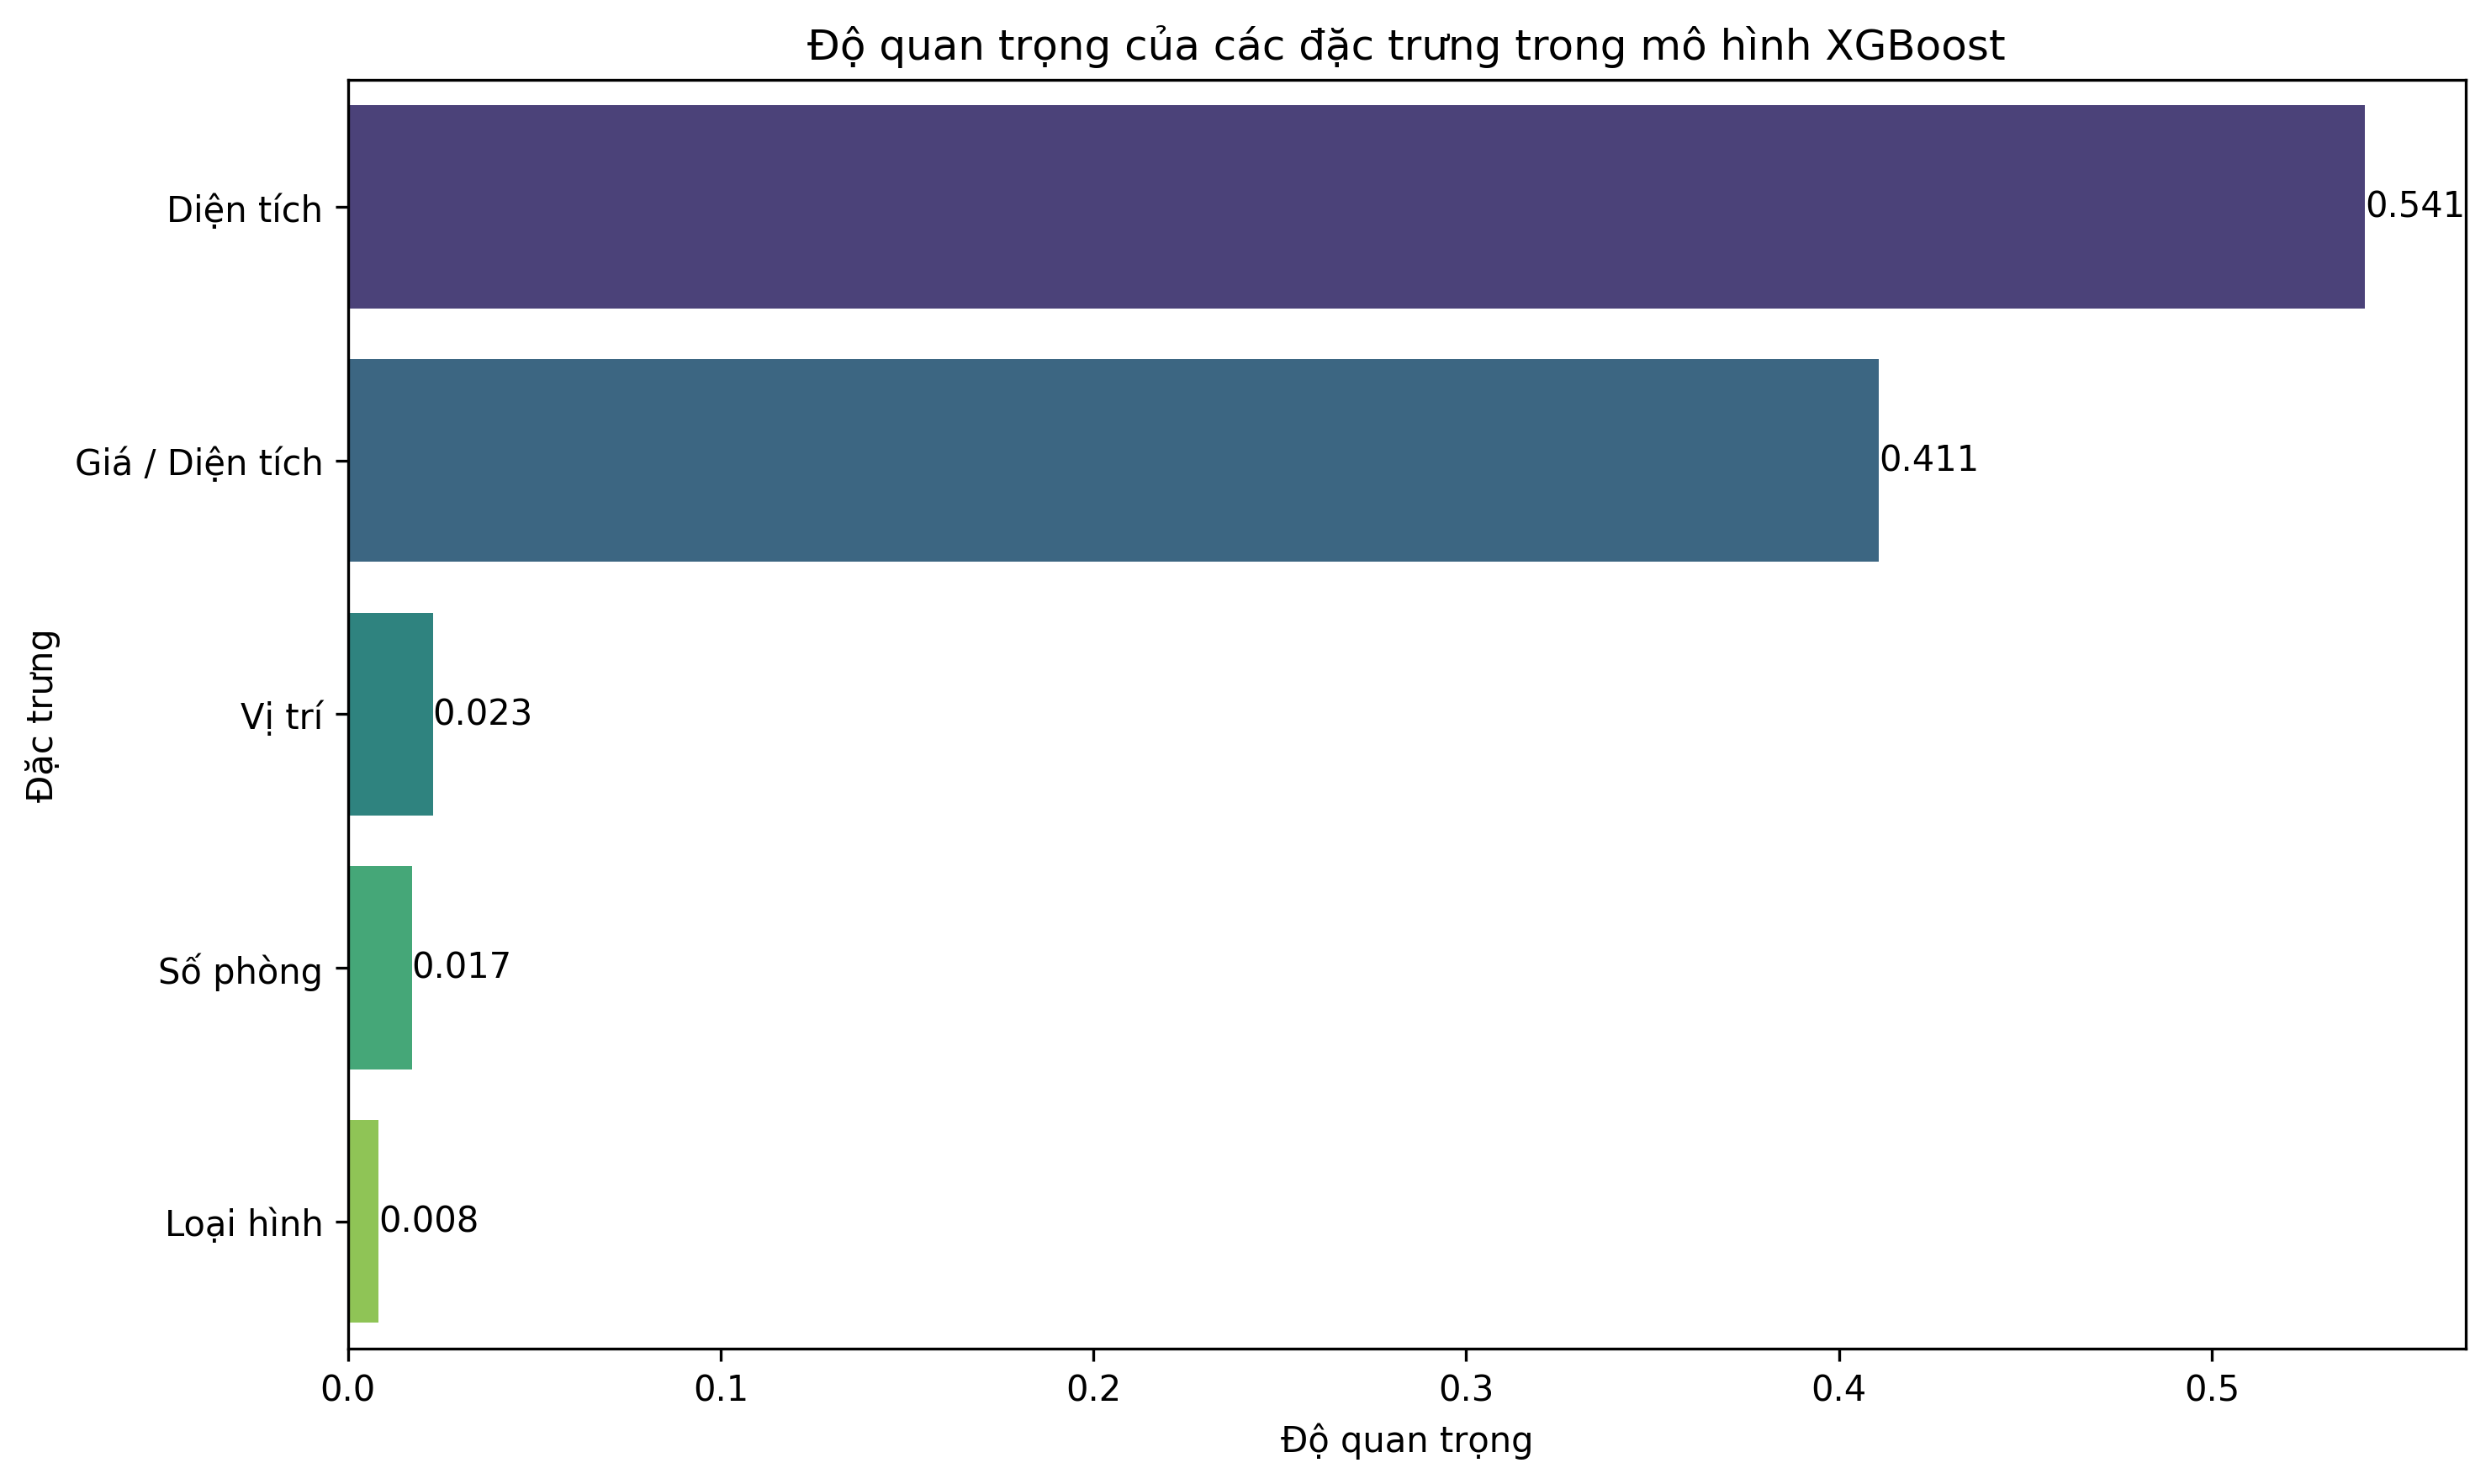 Độ quan trọng của các đặc trưng trong mô hình XGBoost
Đặc trưng
Diện tích
0.541
Giá / Diện tích
0.411
Vị trí
0.023
Số phòng
0.017
Loại hình
0.008
0.0 0.1 0.2 0.3 0.4 0.5
Độ quan trọng